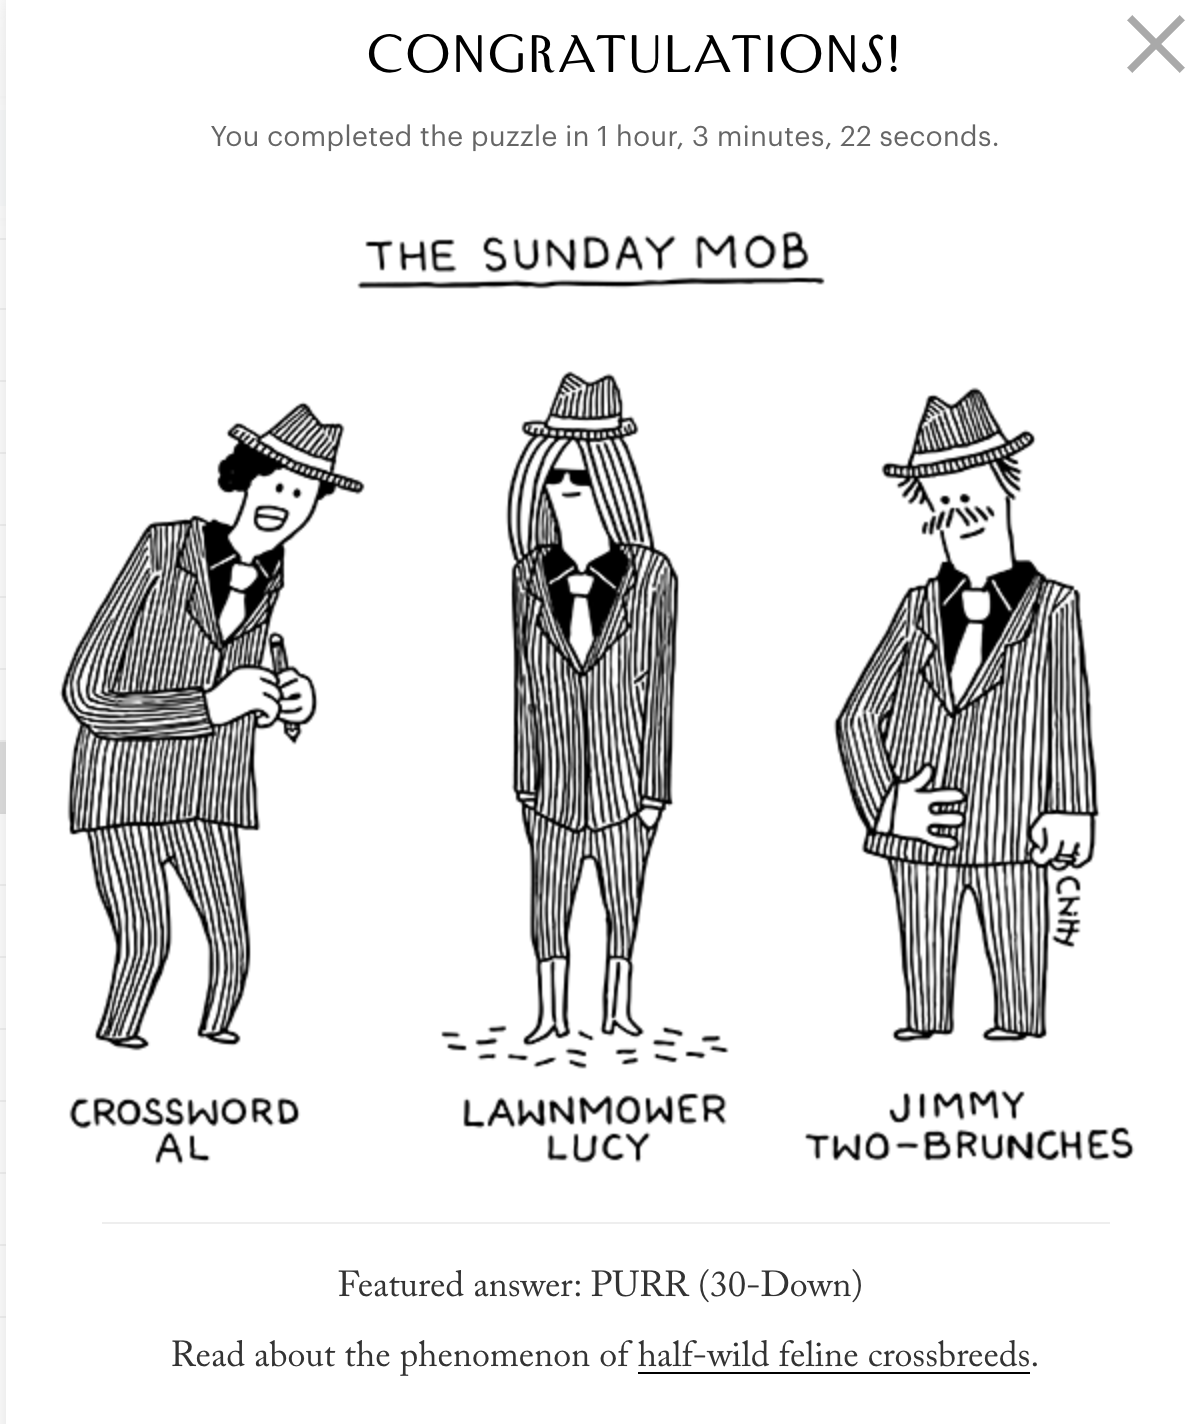 CONGRATULATIONS!
You completed the puzzle in 1 hour, 3 minutes, 22 seconds.
THE SUNDAY MOB
Chitty
CROSSWORD
AL
LAWNMOWER
LUCY
JIMMY
TWO-BRUNCHES
Featured answer: PURR (30-Down)
Read about the phenomenon of half-wild feline crossbreeds.